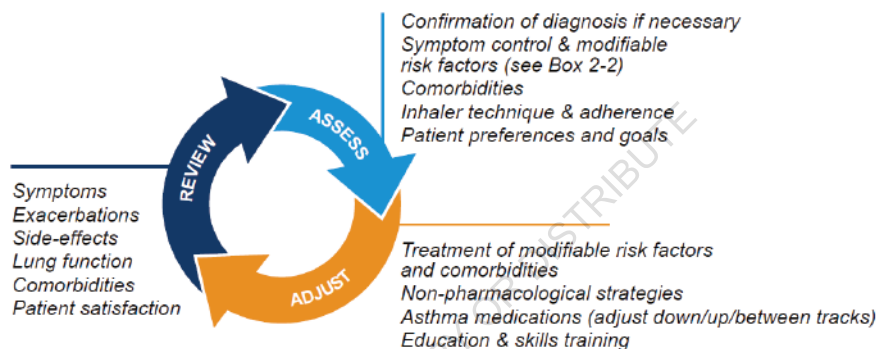 Confirmation of diagnosis if necessary
Symptom control & modifiable
risk factors (see Box 2-2)
Comorbidities
Inhaler technique & adherence
Patient preferences and goals
ASSESS
REVIEW
ADJUST
Symptoms
Exacerbations
Side-effects
Lung function
Comorbidities
Patient satisfaction
Treatment of modifiable risk factors
and comorbidities
Non-pharmacological strategies
Asthma medications (adjust down/up/between tracks)
Education & skills training
OR DISTRIBUTE